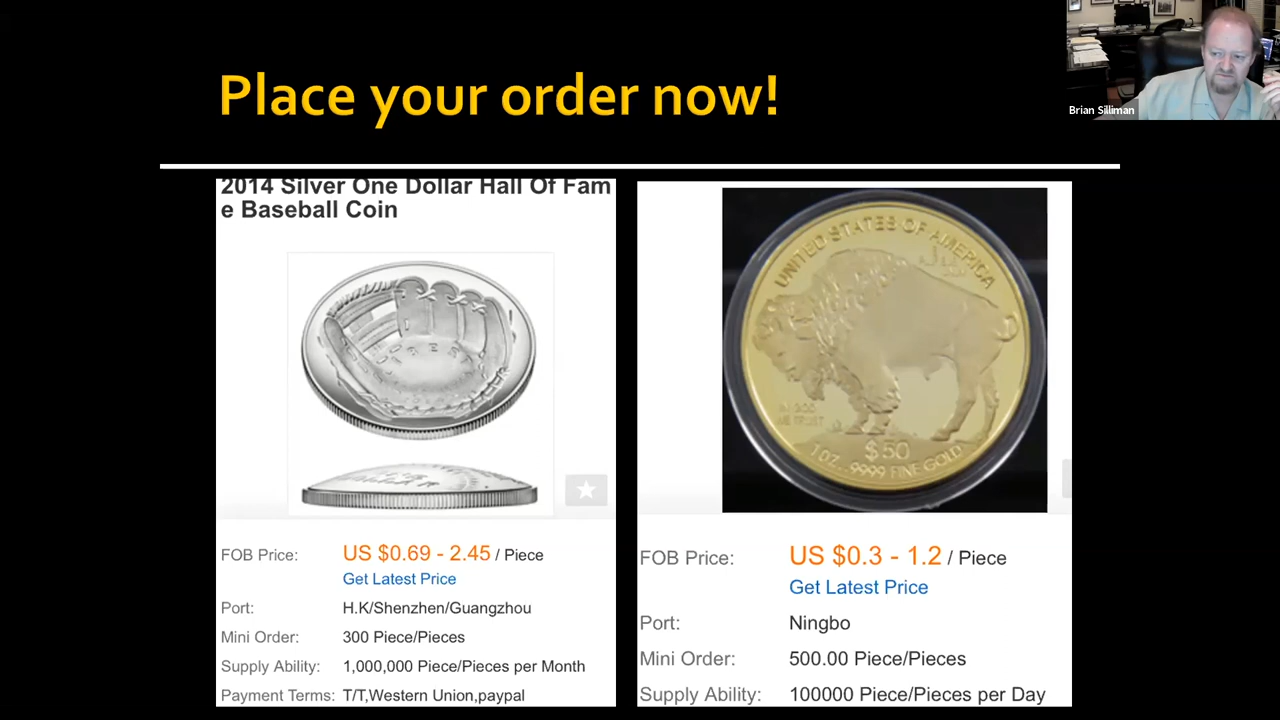 Place your order now!
Brian Silliman
2014 Silver One Dollar Hall Of Fam
e Baseball Coin
FOB Price: US $0.69 - 2.45 / Piece
Get Latest Price
Port: H.K/Shenzhen/Guangzhou
Mini Order: 300 Piece/Pieces
Supply Ability: 1,000,000 Piece/Pieces per Month
Payment Terms: T/T,Western Union,paypal
UNITED STATES OF AMERICA
IN GOD
WE TRUST
$50
1 OZ. .9999 FINE GOLD
FOB Price: US $0.3 - 1.2 / Piece
Get Latest Price
Port: Ningbo
Mini Order: 500.00 Piece/Pieces
Supply Ability: 100000 Piece/Pieces per Day